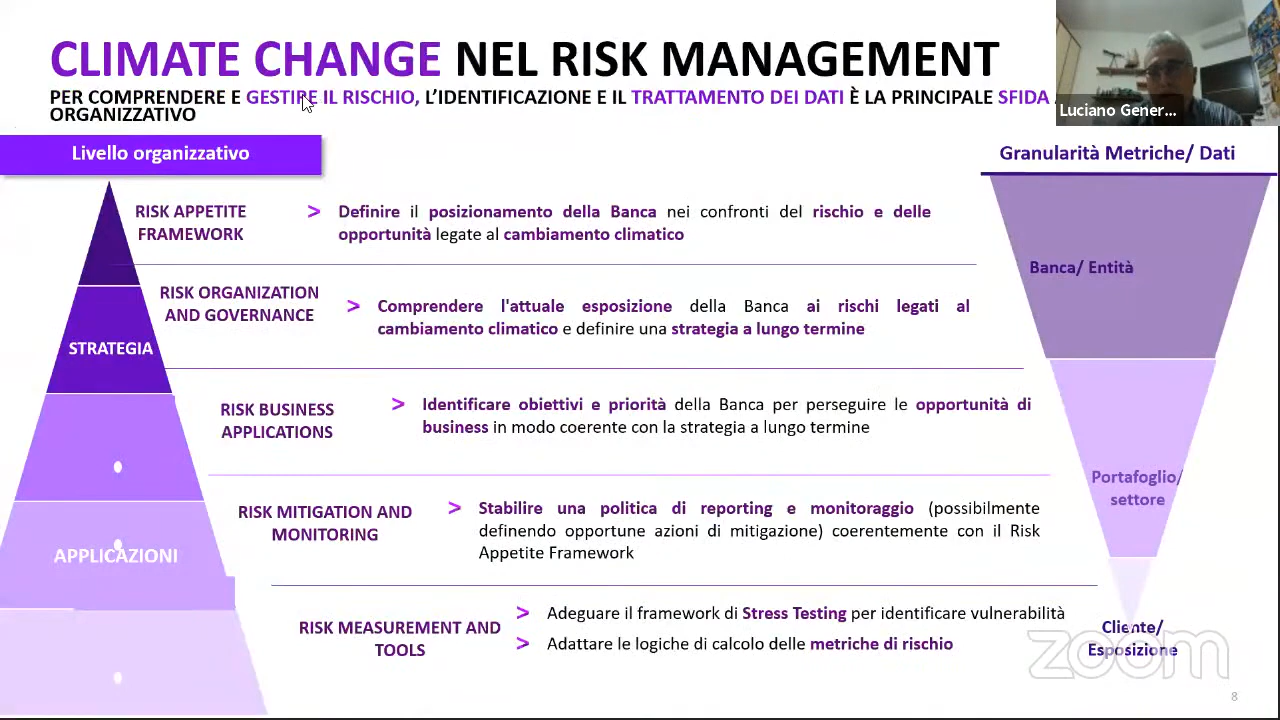 CLIMATE CHANGE NEL RISK MANAGEMENT
PER COMPRENDERE E GESTIRE IL RISCHIO, L'IDENTIFICAZIONE E IL TRATTAMENTO DEI DATI È LA PRINCIPALE SFIDA
ORGANIZZATIVO
Luciano Gener...
Livello organizzativo
Granularità Metriche/ Dati
RISK APPETITE
FRAMEWORK
> Definire il posizionamento della Banca nei confronti del rischio e delle
opportunità legate al cambiamento climatico
Banca/ Entità
RISK ORGANIZATION
AND GOVERNANCE
> Comprendere l'attuale esposizione della Banca ai rischi legati al
cambiamento climatico e definire una strategia a lungo termine
STRATEGIA
RISK BUSINESS
APPLICATIONS
> Identificare obiettivi e priorità della Banca per perseguire le opportunità di
business in modo coerente con la strategia a lungo termine
Portafoglio/
settore
RISK MITIGATION AND
MONITORING
> Stabilire una politica di reporting e monitoraggio (possibilmente
definendo opportune azioni di mitigazione) coerentemente con il Risk
Appetite Framework
APPLICAZIONI
RISK MEASUREMENT AND
TOOLS
> Adeguare il framework di Stress Testing per identificare vulnerabilità
> Adattare le logiche di calcolo delle metriche di rischio
Cliente/
Esposizione
zoom
8